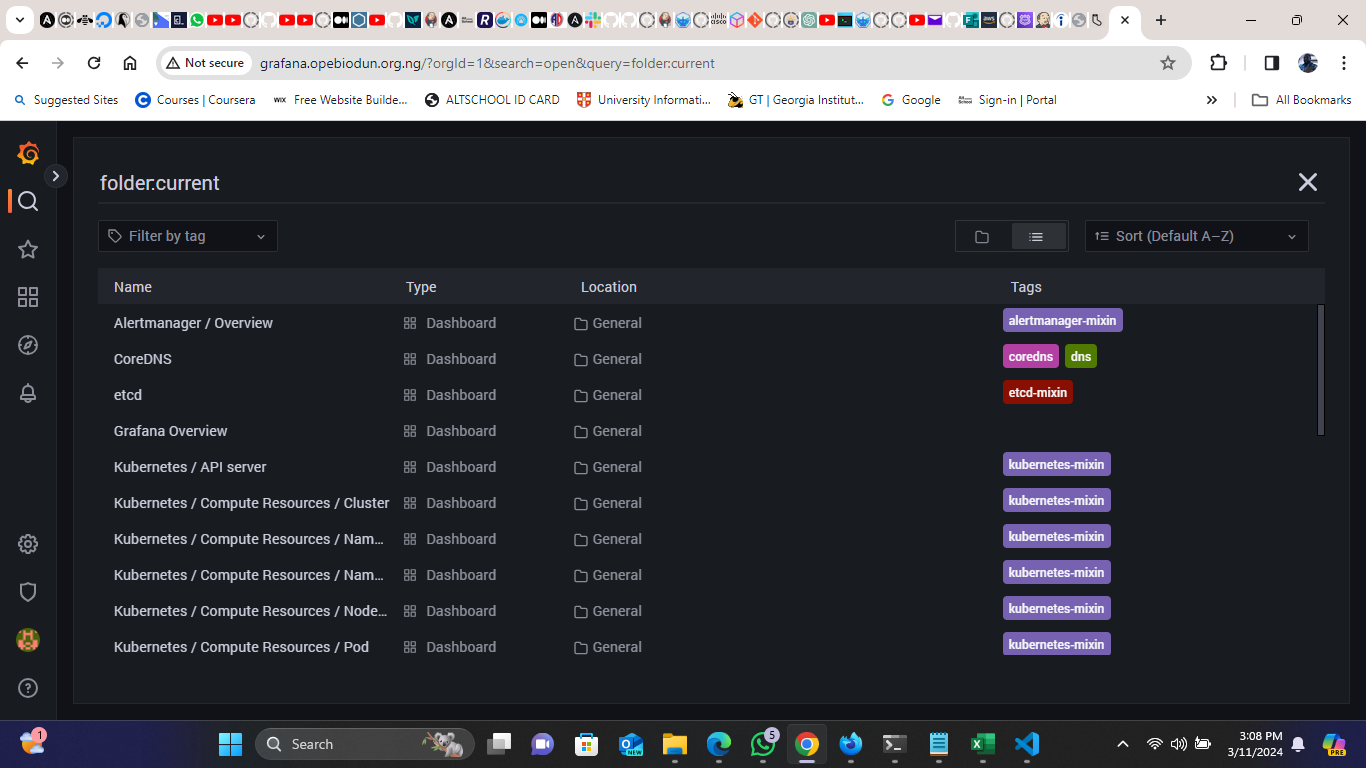 Not secure grafana.opebiodun.org.ng/?orgId=1&search=open&query=folder:current
Suggested Sites Courses | Coursera WIX Free Website Builde... ALTSCHOOL ID CARD University Informati... GT | Georgia Institut... Google Sign-in | Portal All Bookmarks
folder:current
Filter by tag Sort (Default A–Z)
Name Type Location Tags
Alertmanager / Overview Dashboard General alertmanager-mixin
CoreDNS Dashboard General coredns dns
etcd Dashboard General etcd-mixin
Grafana Overview Dashboard General
Kubernetes / API server Dashboard General kubernetes-mixin
Kubernetes / Compute Resources / Cluster Dashboard General kubernetes-mixin
Kubernetes / Compute Resources / Nam... Dashboard General kubernetes-mixin
Kubernetes / Compute Resources / Nam... Dashboard General kubernetes-mixin
Kubernetes / Compute Resources / Node... Dashboard General kubernetes-mixin
Kubernetes / Compute Resources / Pod Dashboard General kubernetes-mixin
1 Search NEW 5 3:08 PM PRE
3/11/2024